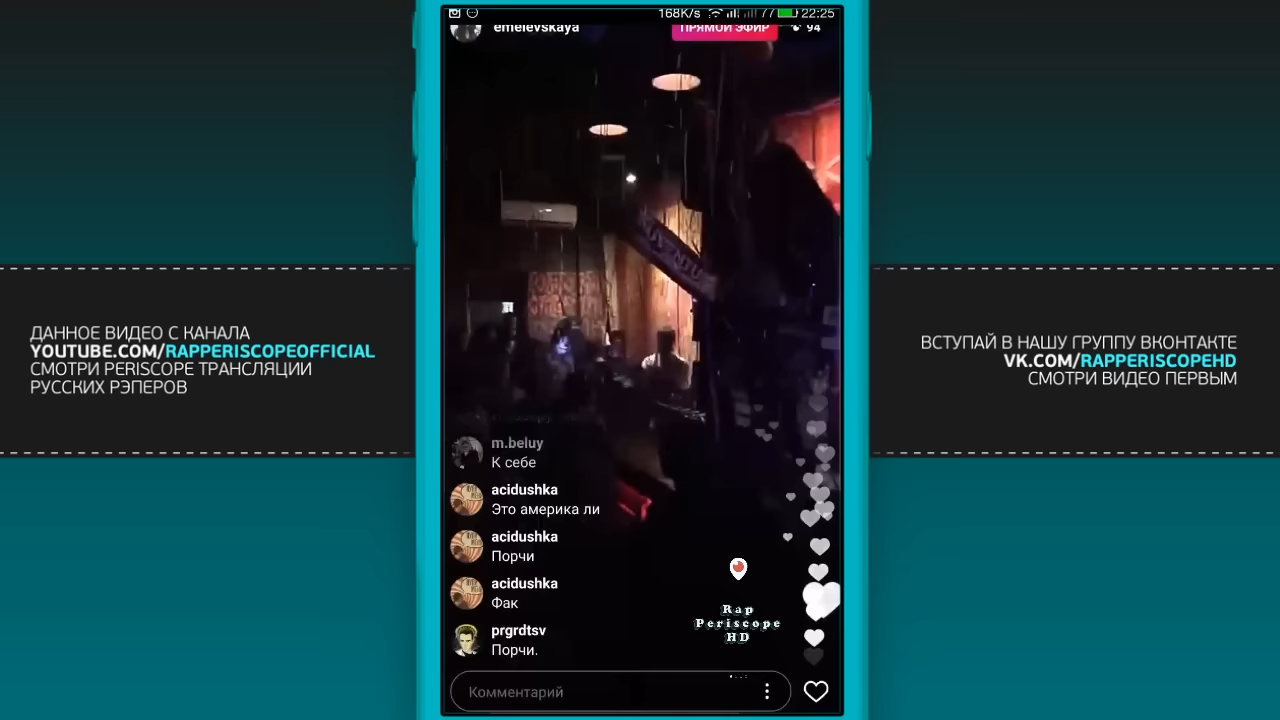 168K/s 77 22:25
emelevskaya
ПРЯМОЙ ЭФИР
94
ДАННОЕ ВИДЕО С КАНАЛА
YOUTUBE.COM/RAPPERISCOPEOFFICIAL
СМОТРИ PERISCOPE ТРАНСЛЯЦИИ
РУССКИХ РЭПЕРОВ
ВСТУПАЙ В НАШУ ГРУППУ ВКОНТАКТЕ
VK.COM/RAPPERISCOPEHD
СМОТРИ ВИДЕО ПЕРВЫМ
m.beluy
К себе
acidushka
Это америка ли
acidushka
Порчи
acidushka
Фак
prgrdtsv
Порчи.
Rap
Periscope
HD
Комментарий